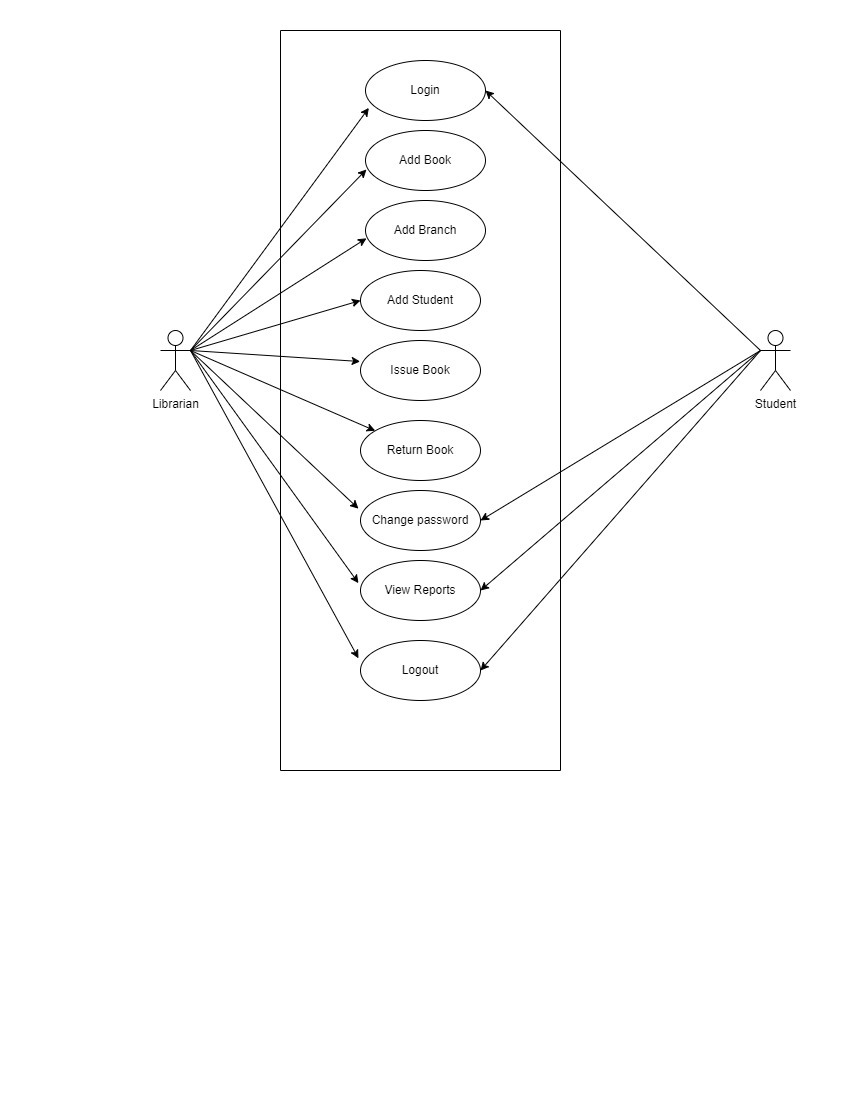 Login
Add Book
Add Branch
Add Student
Issue Book
Librarian
Student
Return Book
Change password
View Reports
Logout